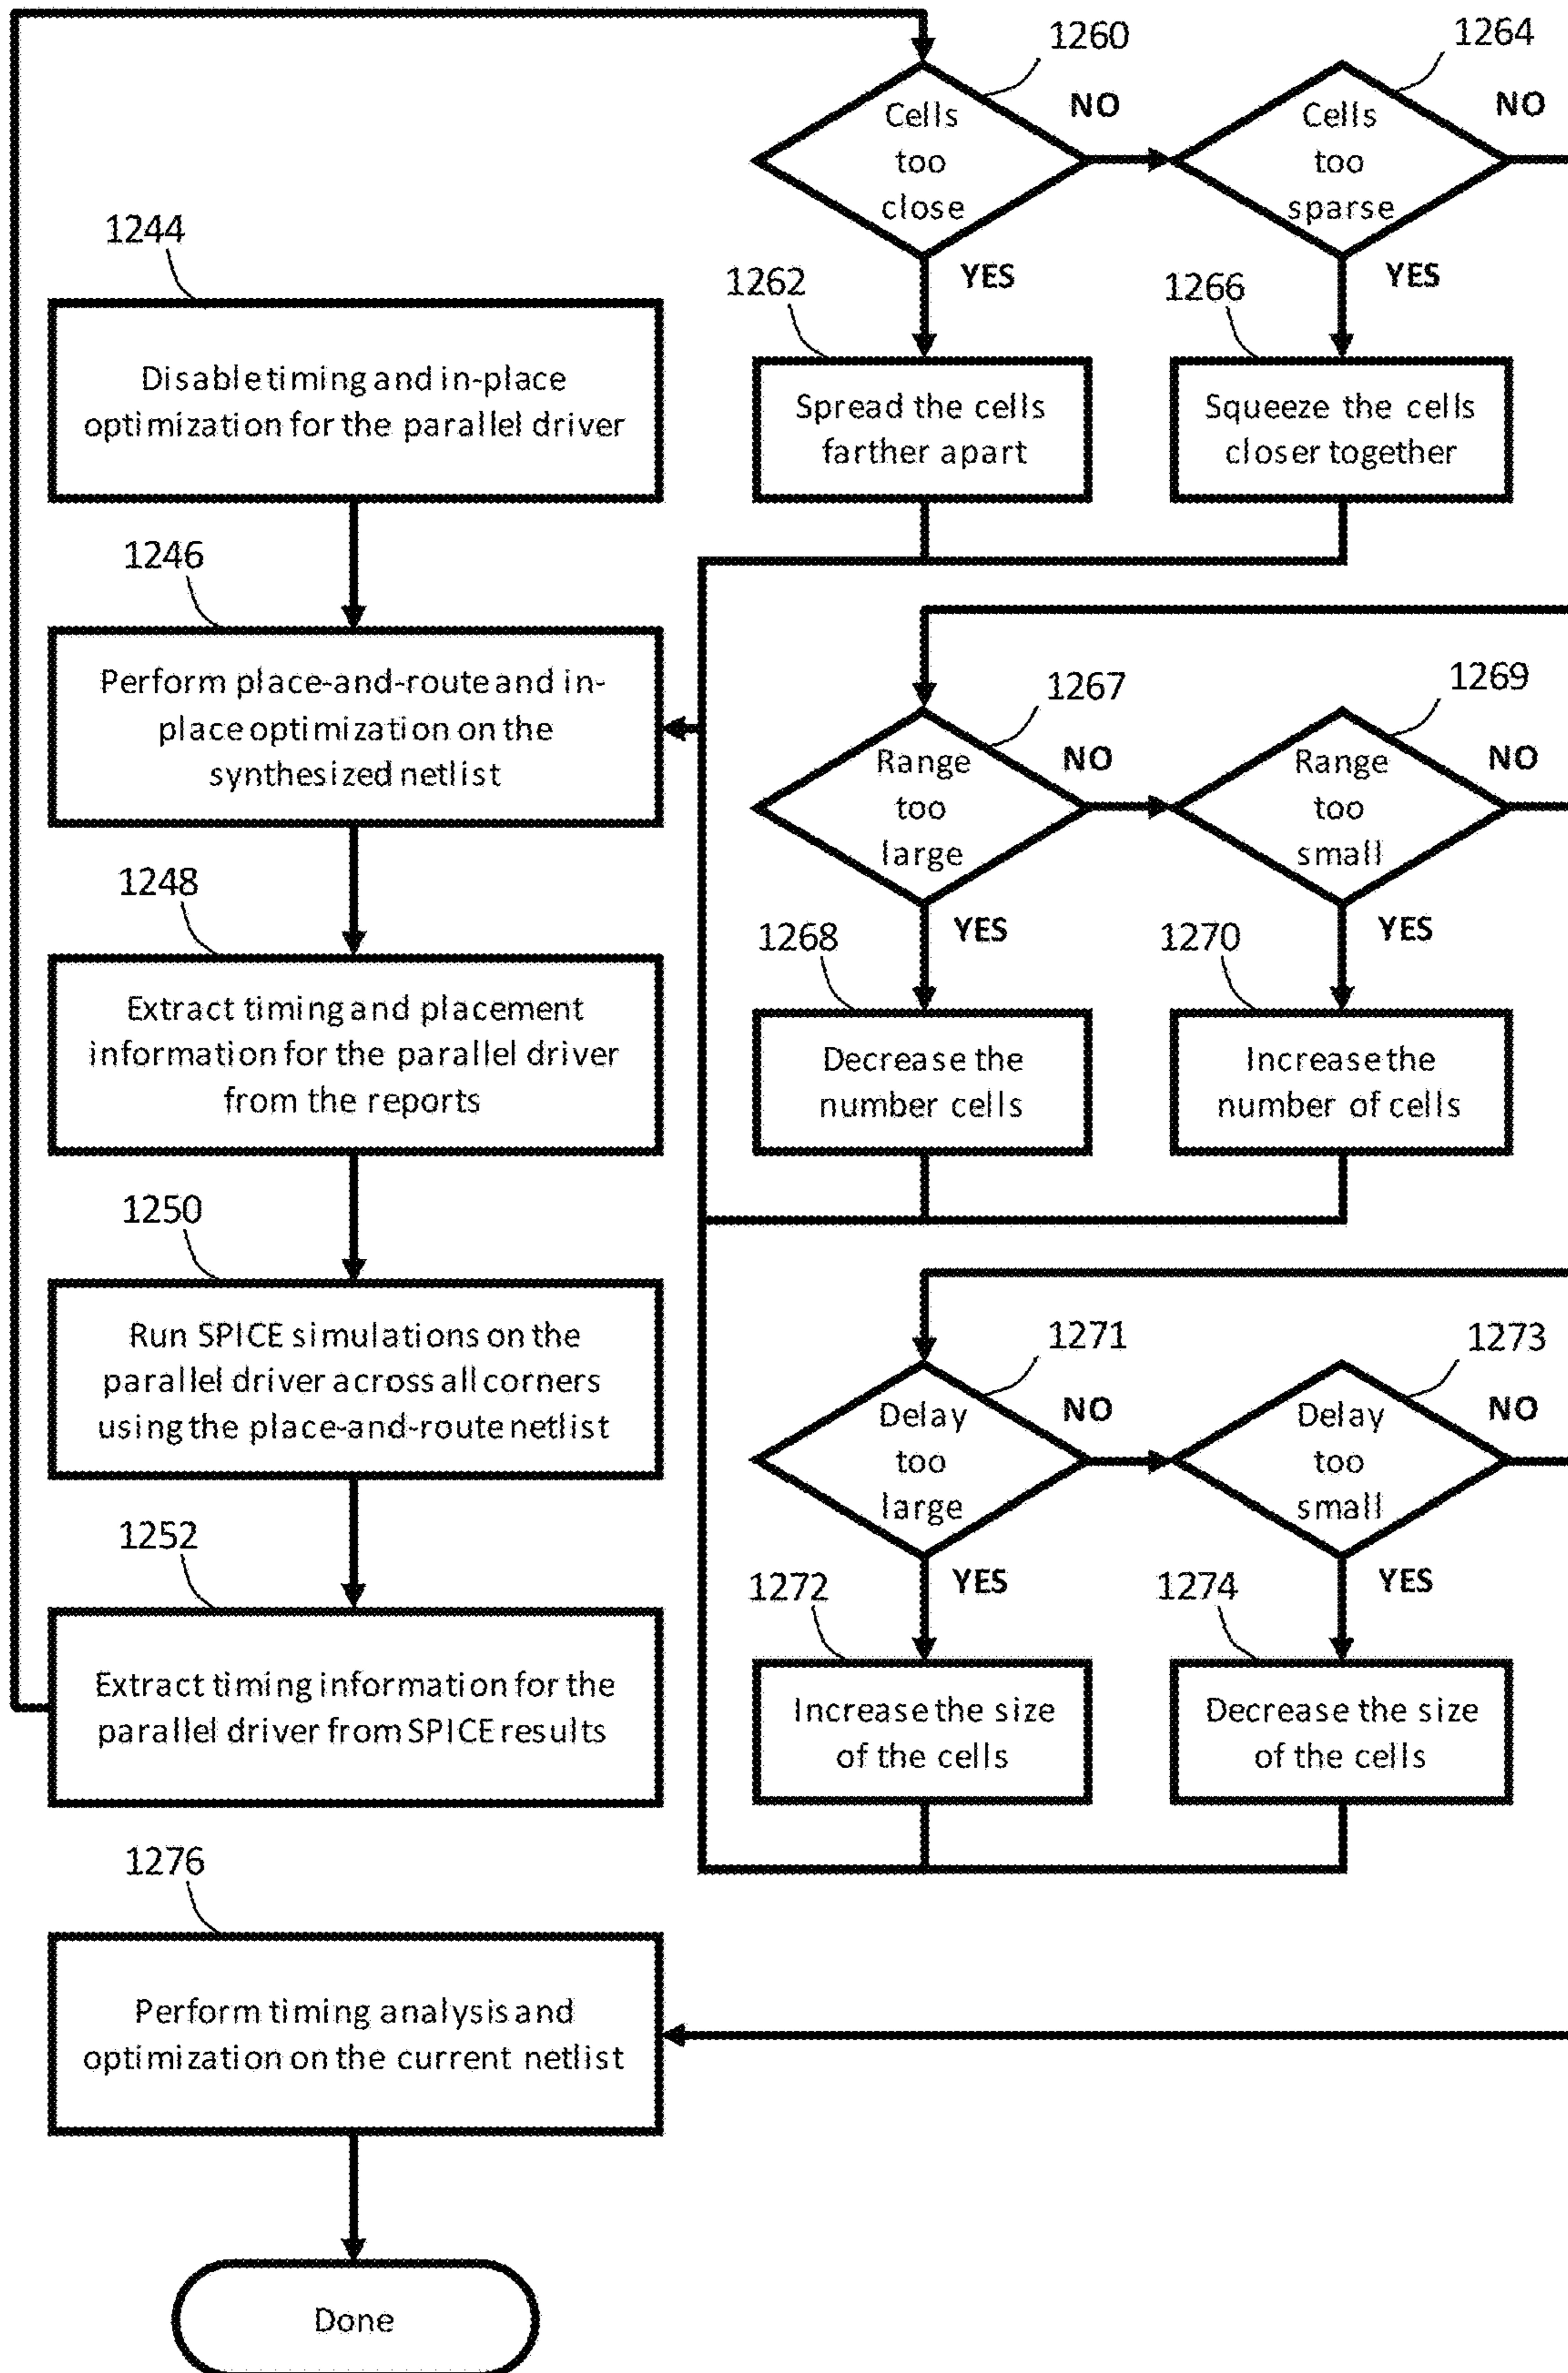 1260
1264
NO
NO
Cells
too
close
Cells
too
sparse
YES
YES
1244
1262
1266
Disable timing and in-place
optimization for the parallel driver
Spread the cells
farther apart
Squeeze the cells
closer together
1246
Perform place-and-route and in-
place optimization on the
synthesized netlist
1267
1269
NO
NO
Range
too
large
Range
too
small
YES
YES
1248
1268
1270
Extract timing and placement
information for the parallel driver
from the reports
Decrease the
number cells
Increase the
number of cells
1250
Run SPICE simulations on the
parallel driver across all corners
using the place-and-route netlist
1271
1273
NO
NO
Delay
too
large
Delay
too
small
YES
YES
1252
1272
1274
Extract timing information for the
parallel driver from SPICE results
Increase the size
of the cells
Decrease the size
of the cells
1276
Perform timing analysis and
optimization on the current netlist
Done